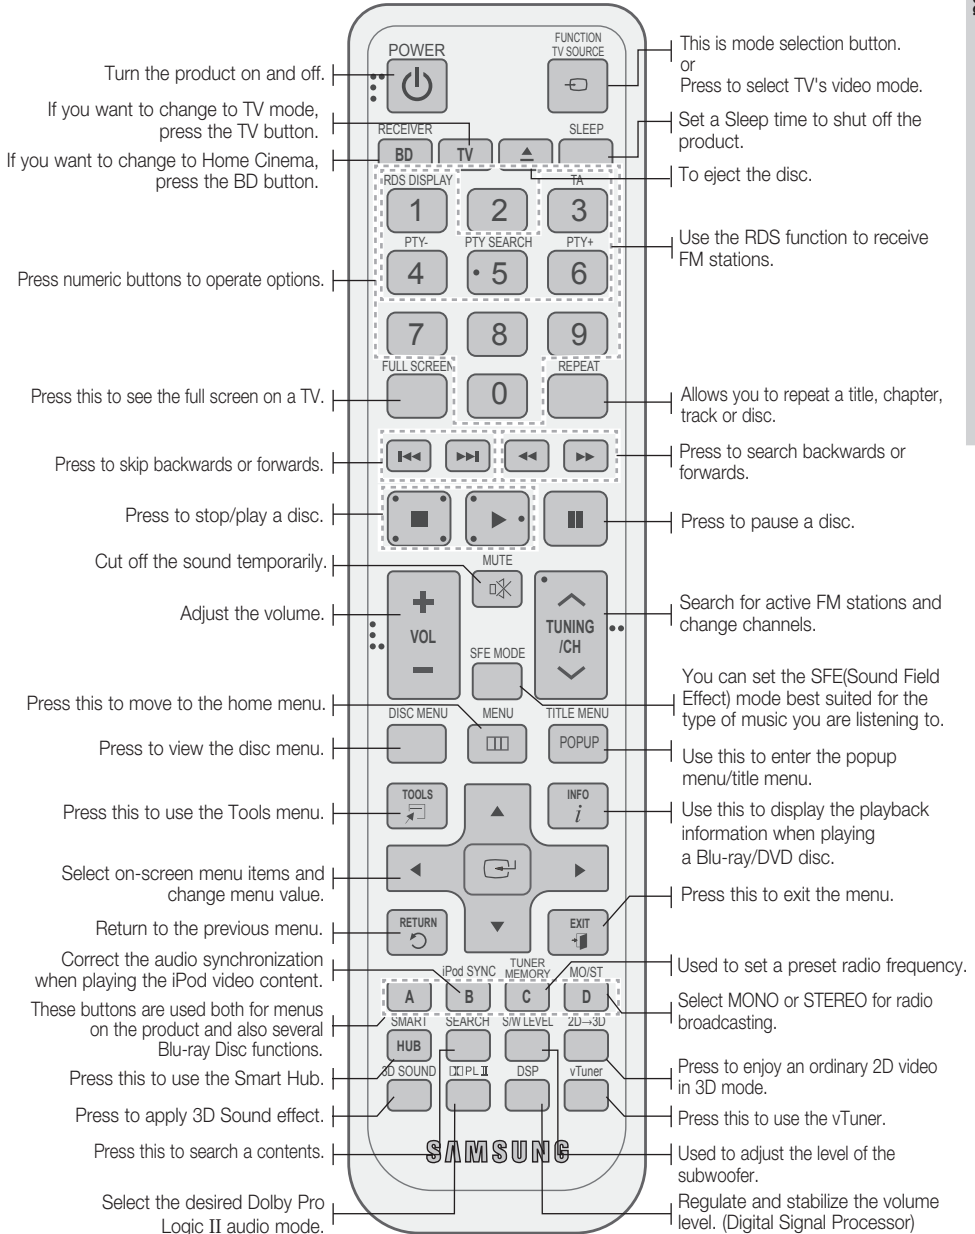 FUNCTION
TV SOURCE
POWER
This is mode selection button.
or
Press to select TV's video mode.
Turn the product on and off.
If you want to change to TV mode,
press the TV button.
RECEIVER
SLEEP
Set a Sleep time to shut off the
product.
BD
TV
If you want to change to Home Cinema,
press the BD button.
To eject the disc.
RDS DISPLAY
TA
1
2
3
PTY-
PTY SEARCH
PTY+
Use the RDS function to receive
FM stations.
4
5
6
Press numeric buttons to operate options.
7
8
9
FULL SCREEN
REPEAT
0
Press this to see the full screen on a TV.
Allows you to repeat a title, chapter,
track or disc.
Press to skip backwards or forwards.
Press to search backwards or
forwards.
Press to stop/play a disc.
Press to pause a disc.
Cut off the sound temporarily.
MUTE
Adjust the volume.
VOL
TUNING
/CH
Search for active FM stations and
change channels.
SFE MODE
You can set the SFE(Sound Field
Effect) mode best suited for the
type of music you are listening to.
Press this to move to the home menu.
DISC MENU
MENU
TITLE MENU
POPUP
Press to view the disc menu.
Use this to enter the popup
menu/title menu.
TOOLS
INFO
i
Press this to use the Tools menu.
Use this to display the playback
information when playing
a Blu-ray/DVD disc.
Select on-screen menu items and
change menu value.
Press this to exit the menu.
RETURN
EXIT
Return to the previous menu.
Correct the audio synchronization
when playing the iPod video content.
iPod SYNC
TUNER
MEMORY
MO/ST
Used to set a preset radio frequency.
A
B
C
D
Select MONO or STEREO for radio
broadcasting.
These buttons are used both for menus
on the product and also several
Blu-ray Disc functions.
SMART
SEARCH
S/W LEVEL
2D→3D
HUB
Press this to use the Smart Hub.
Press to enjoy an ordinary 2D video
in 3D mode.
3D SOUND
PL II
DSP
vTuner
Press to apply 3D Sound effect.
Press this to use the vTuner.
Press this to search a contents.
SAMSUNG
Used to adjust the level of the
subwoofer.
Select the desired Dolby Pro
Logic II audio mode.
Regulate and stabilize the volume
level. (Digital Signal Processor)